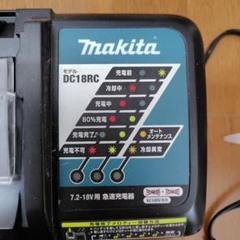 makita
モデル
DC18RC
充電前
冷却中
充電中
80%充電
充電完了
オート
メンテナンス
充電不可
冷却異常
7.2-18V用 急速充電器